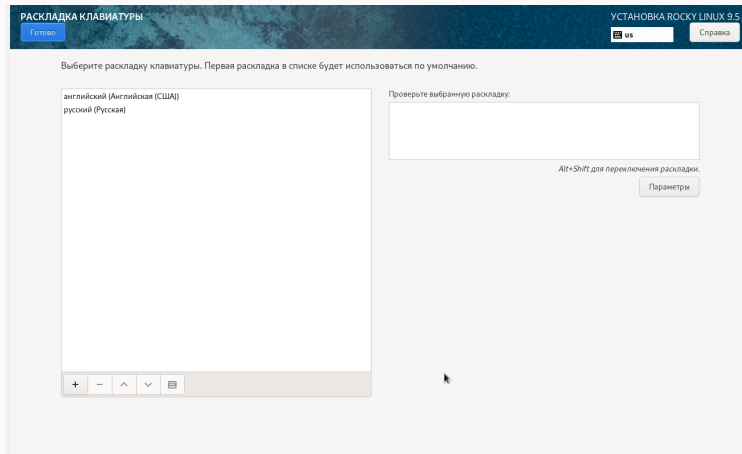 РАСКЛАДКА КЛАВИАТУРЫ
УСТАНОВКА ROCKY LINUX 9.5
Готово
us
Справка
Выберите раскладку клавиатуры. Первая раскладка в списке будет использоваться по умолчанию.
английский (Английская (США))
русский (Русская)
Проверьте выбранную раскладку:
Alt+Shift для переключения раскладки.
Параметры